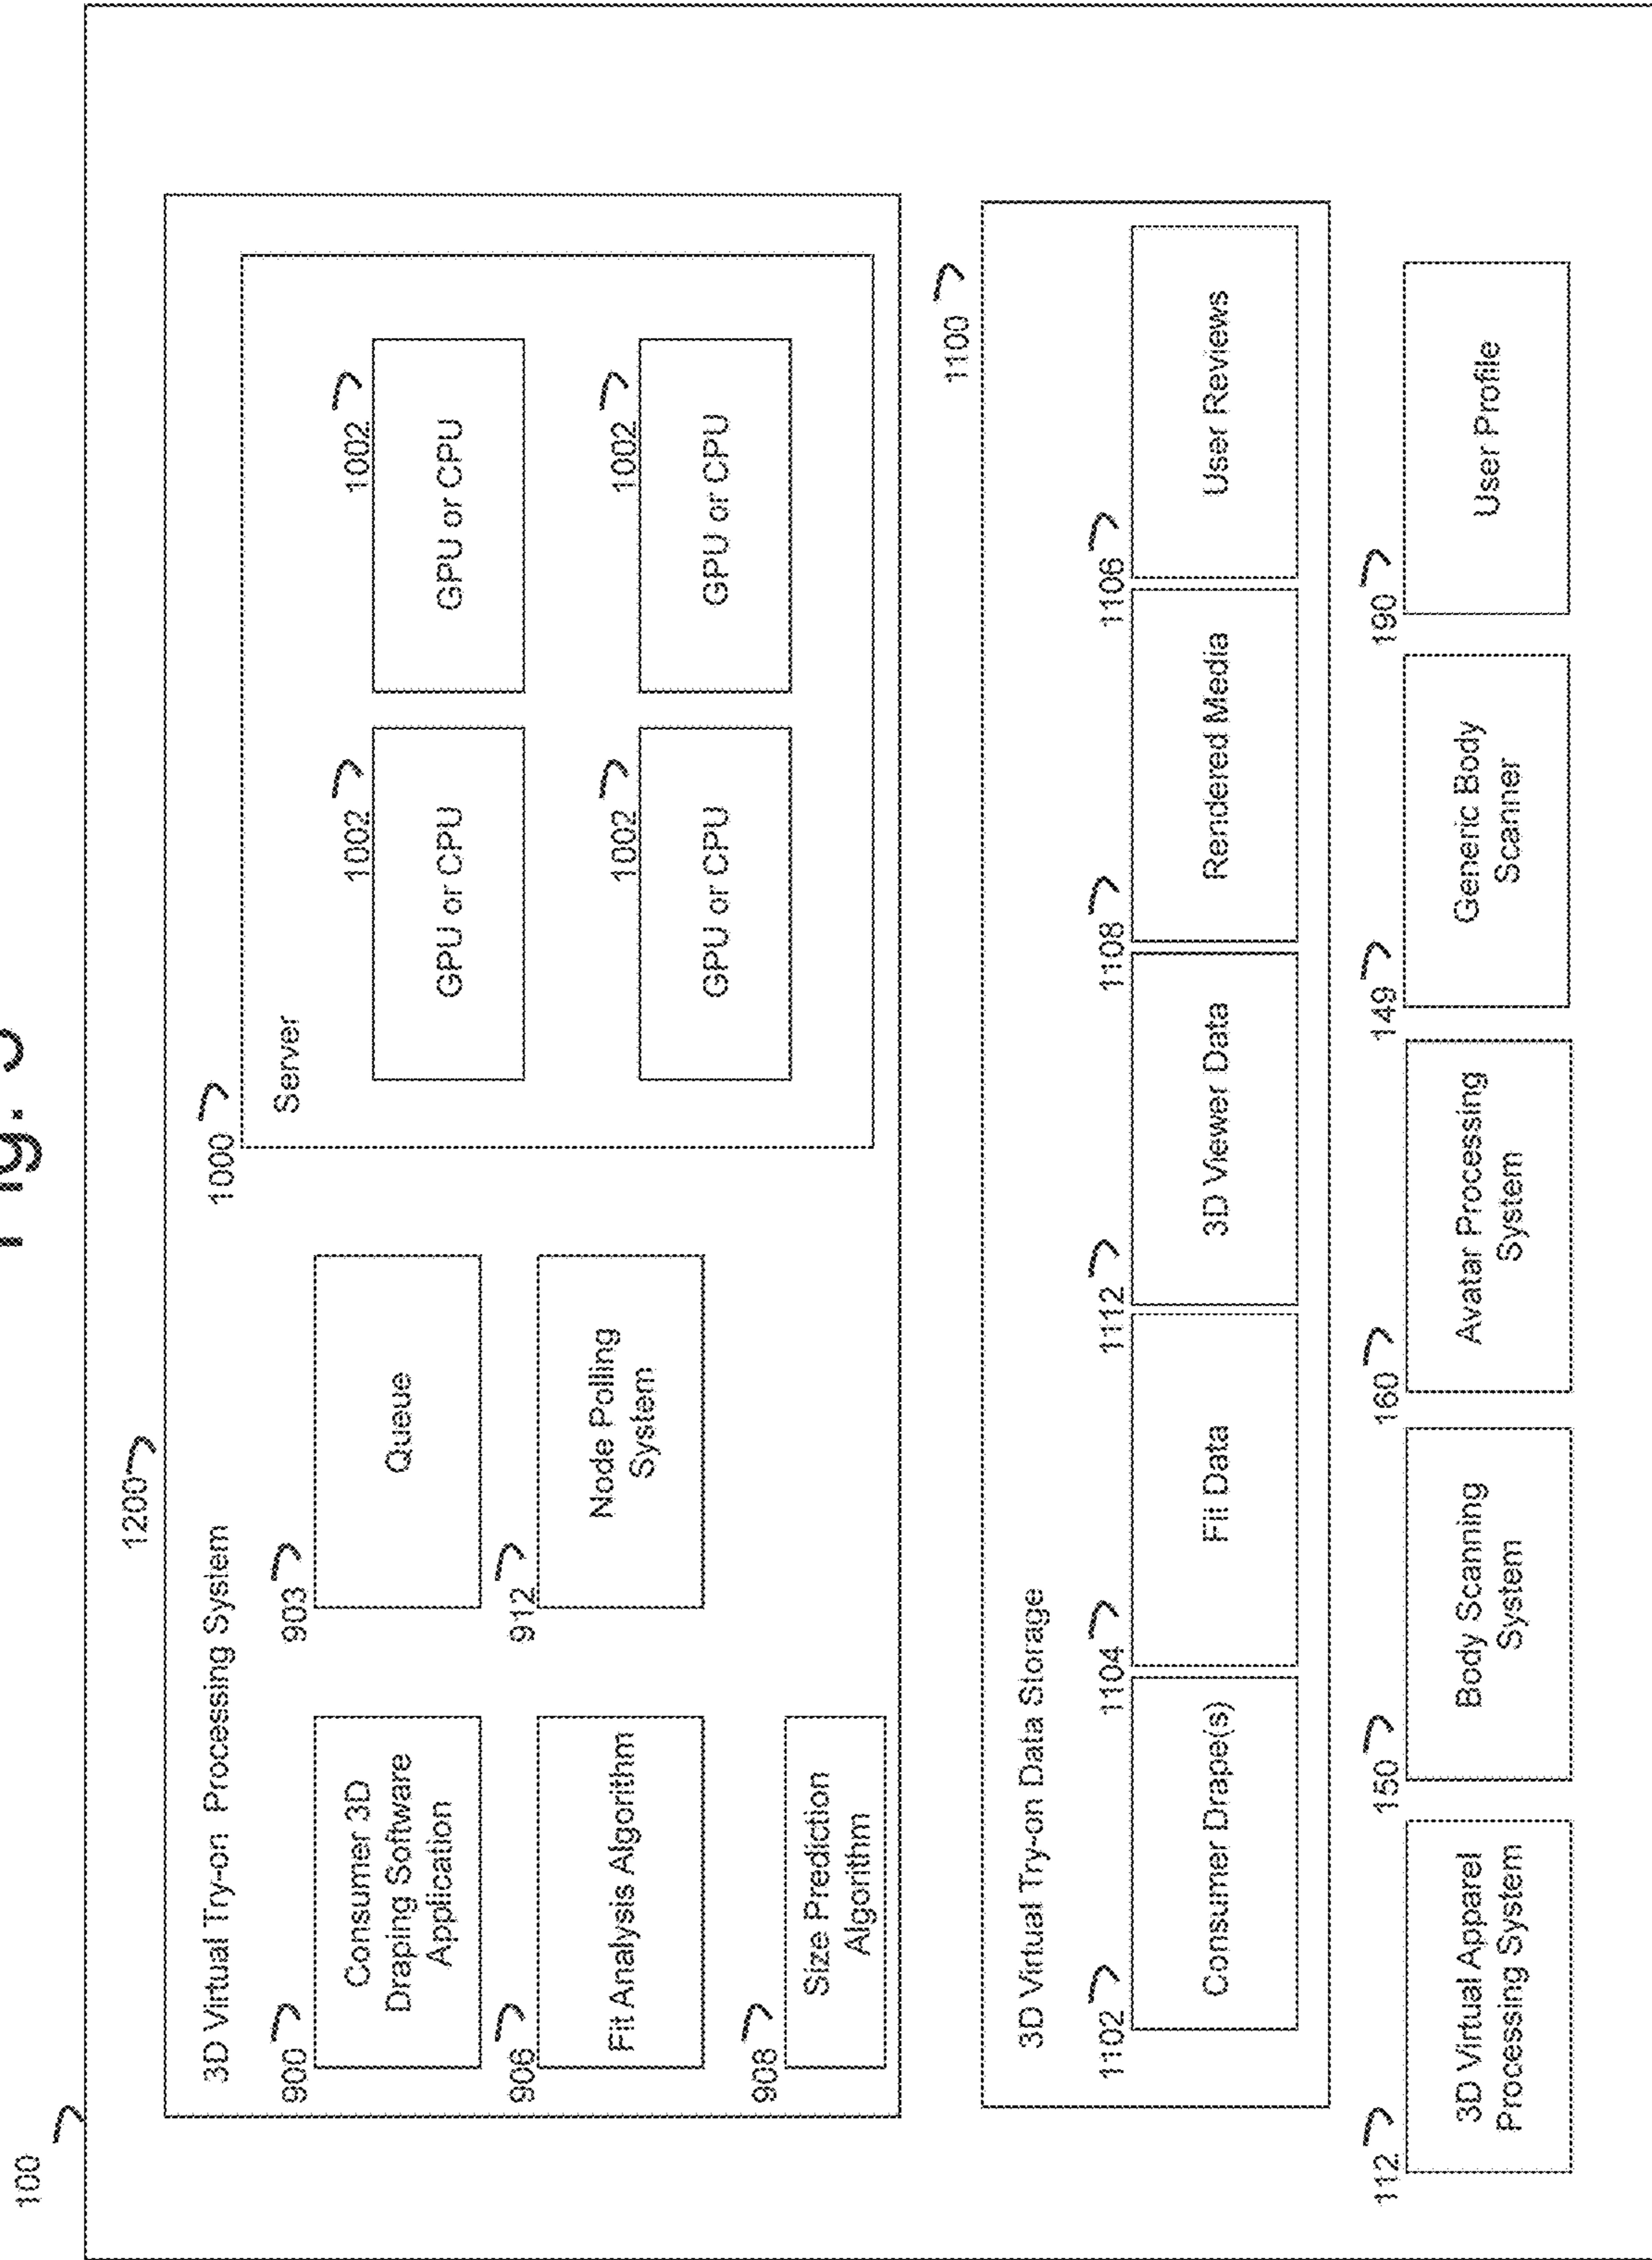 100
1200
3D Virtual Try-on Processing System
900
Consumer 3D
Draping Software
Application
903
Queue
906
Fit Analysis Algorithm
912
Node Polling
System
908
Size Prediction
Algorithm
1000
Server
1002
GPU or CPU
1002
GPU or CPU
1002
GPU or CPU
1002
GPU or CPU
1100
3D Virtual Try-on Data Storage
1102
Consumer Drape(s)
1104
Fit Data
1112
3D Viewer Data
1108
Rendered Media
1106
User Reviews
112
3D Virtual Apparel
Processing System
150
Body Scanning
System
160
Avatar Processing
System
149
Generic Body
Scanner
190
User Profile